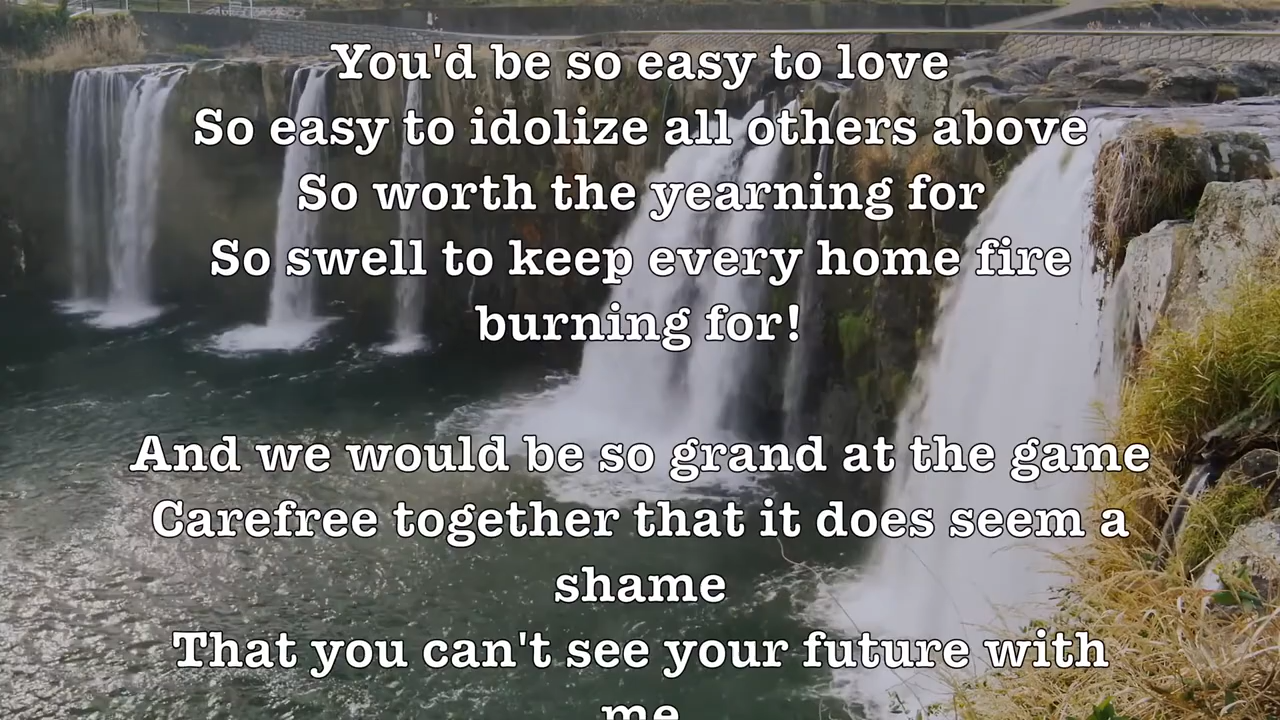 You'd be so easy to love
So easy to idolize all others above
So worth the yearning for
So swell to keep every home fire
burning for!
And we would be so grand at the game
Carefree together that it does seem a
shame
That you can't see your future with
me